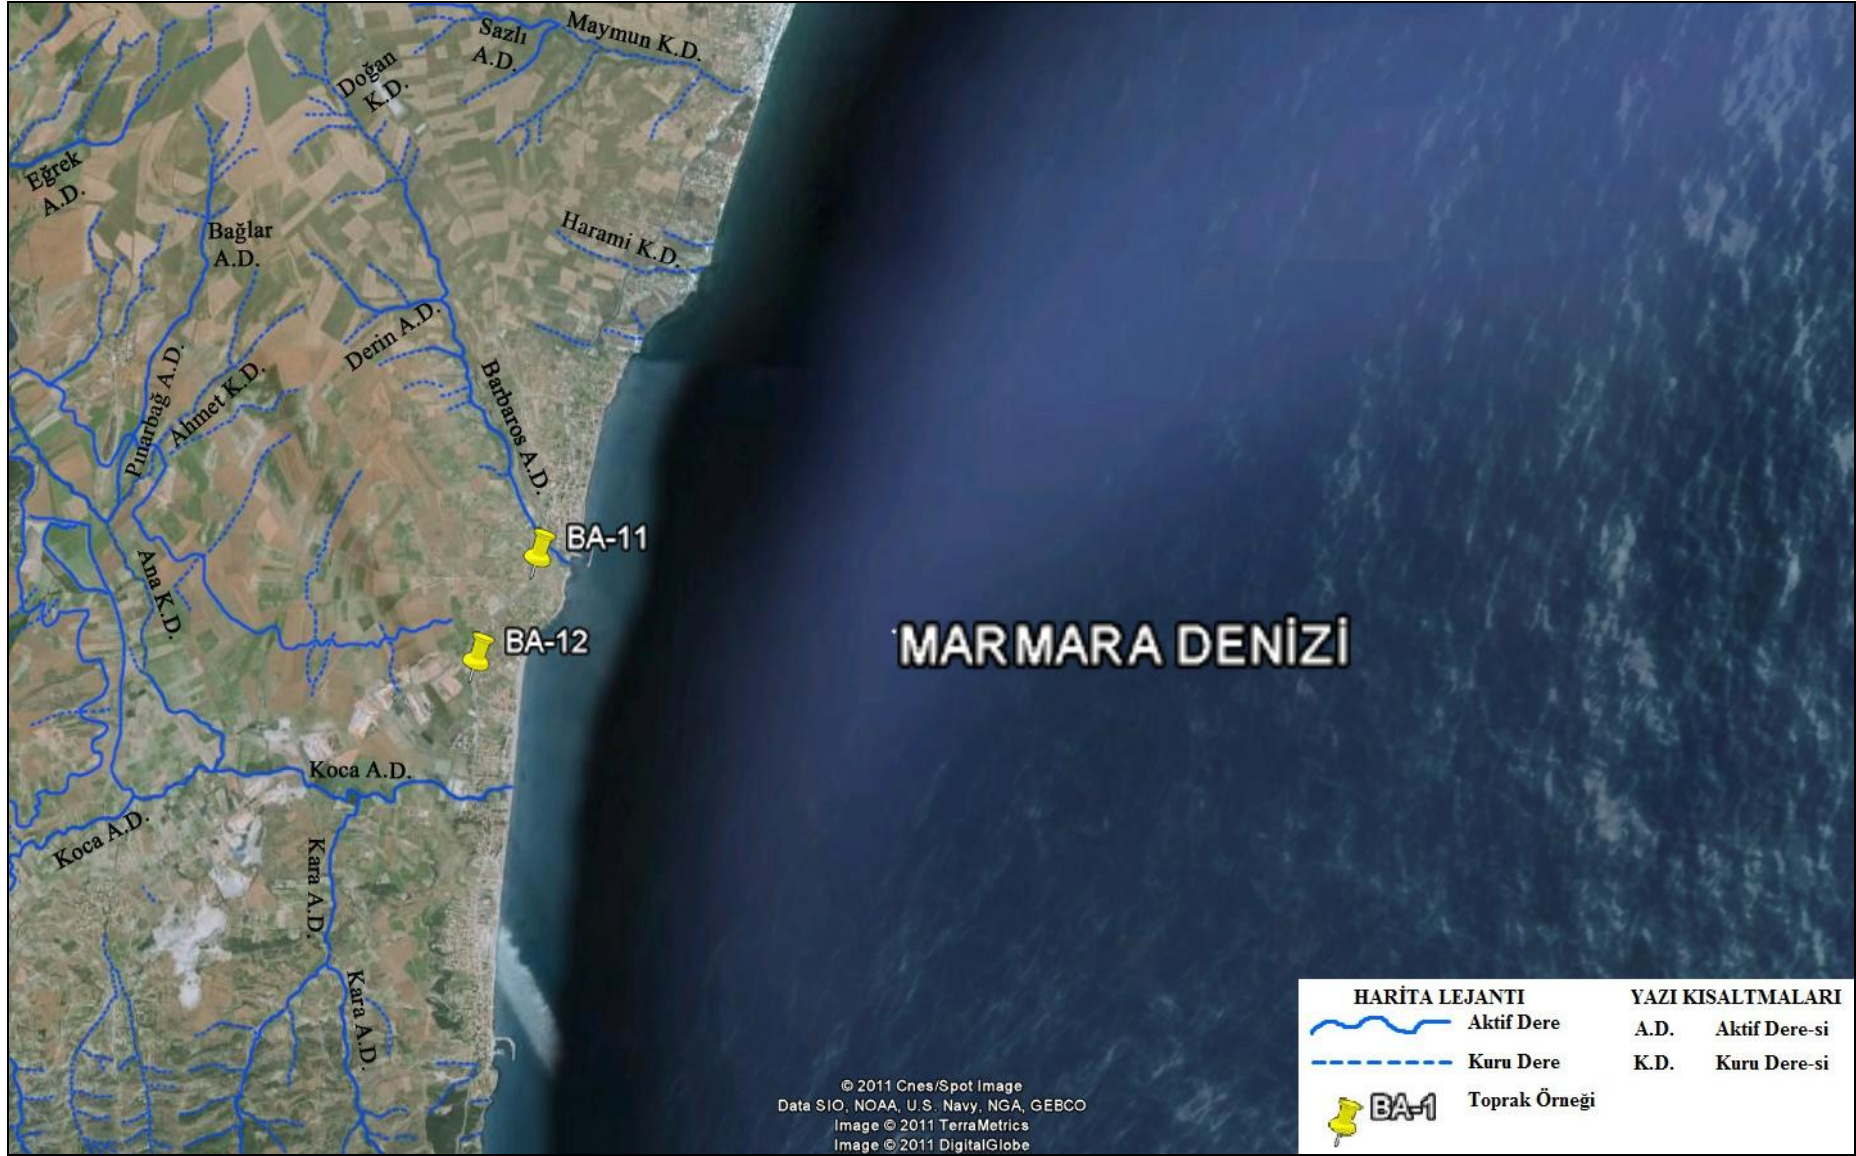 Sazlı
A.D.
Maymun K.D.
Doğan
K.D.
Eğrek
A.D.
Bağlar
A.D.
Harami K.D.
Derin A.D.
Pınarbağ A.D.
Ahmet K.D.
Barbaros A.D.
BA-11
Ana K.D.
BA-12
MARMARA DENİZİ
Koca A.D.
Koca A.D.
Kara A.D.
Kara A.D.
© 2011 Cnes/Spot Image
Data SIO, NOAA, U.S. Navy, NGA, GEBCO
Image © 2011 TerraMetrics
Image © 2011 DigitalGlobe
HARİTA LEJANTI
Aktif Dere
Kuru Dere
BA-1 Toprak Örneği
YAZI KISALTMALARI
A.D. Aktif Dere-si
K.D. Kuru Dere-si